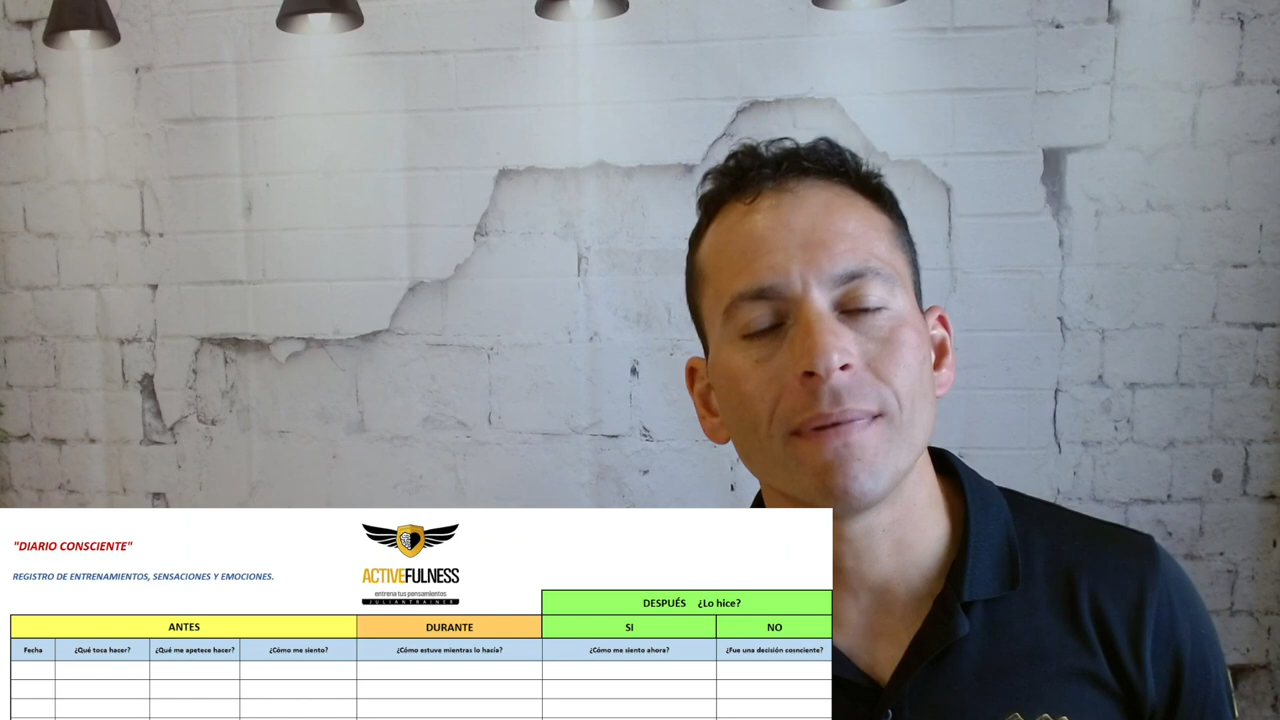 "DIARIO CONSCIENTE"
REGISTRO DE ENTRENAMIENTOS, SENSACIONES Y EMOCIONES.
ACTIVEFULNESS
entrena tus pensamientos
JULIANTRAINER
DESPUÉS ¿Lo hice?
ANTES DURANTE SI NO
Fecha ¿Qué toca hacer? ¿Qué me apetece hacer? ¿Cómo me siento? ¿Cómo estuve mientras lo hacía? ¿Cómo me siento ahora? ¿Fue una decisión cosnciente?